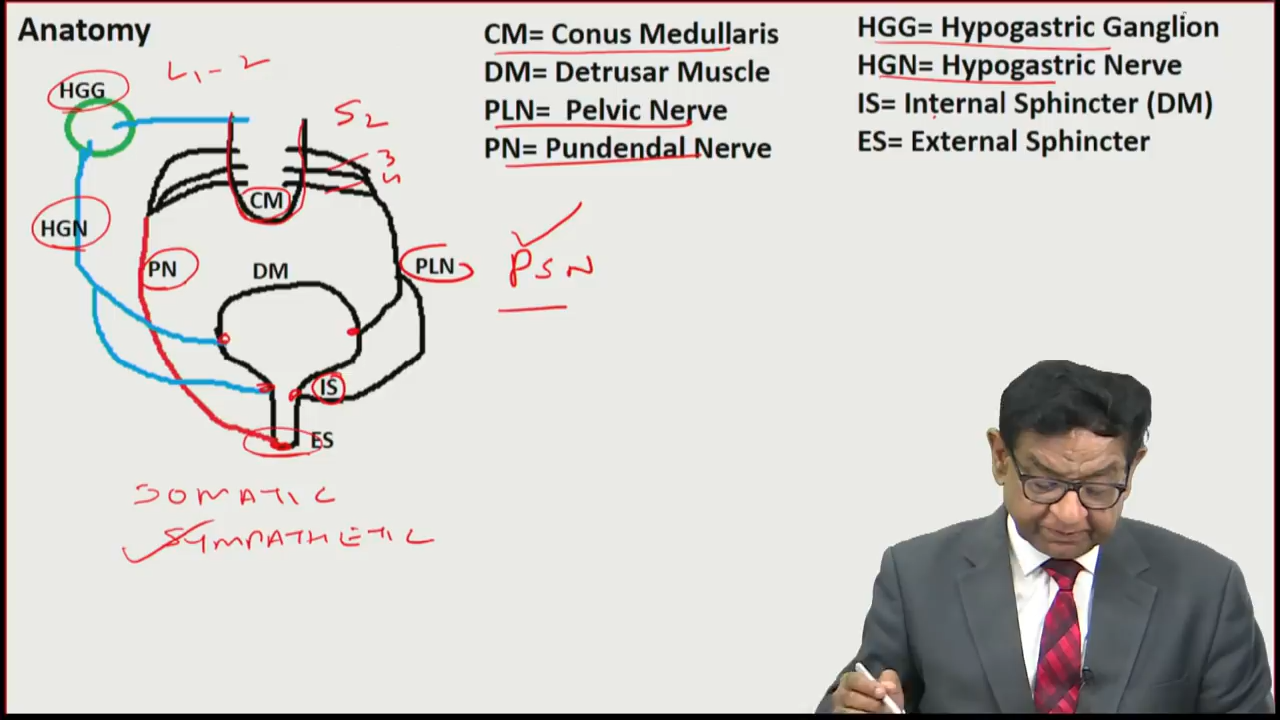 Anatomy
CM= Conus Medullaris
DM= Detrusar Muscle
PLN= Pelvic Nerve
PN= Pundendal Nerve
HGG= Hypogastric Ganglion
HGN= Hypogastric Nerve
IS= Internal Sphincter (DM)
ES= External Sphincter
HGG
L1-2
S2
3
4
CM
HGN
PN
DM
PLN
PSN
IS
ES
SOMATIC
SYMPATHETIC